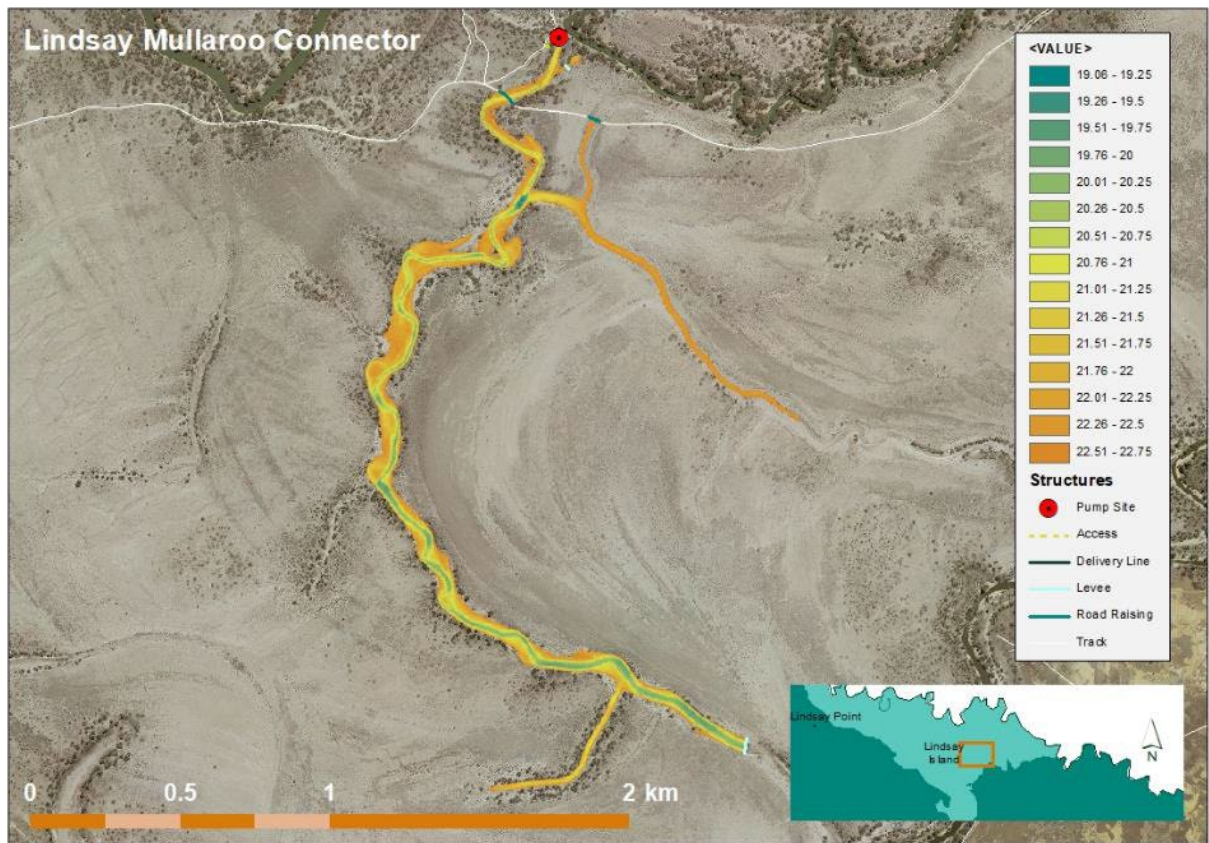 Lindsay Mullaroo Connector
<VALUE>
19.06 - 19.25
19.26 - 19.5
19.51 - 19.75
19.76 - 20
20.01 - 20.25
20.26 - 20.5
20.51 - 20.75
20.76 - 21
21.01 - 21.25
21.26 - 21.5
21.51 - 21.75
21.76 - 22
22.01 - 22.25
22.26 - 22.5
22.51 - 22.75
Structures
Pump Site
Access
Delivery Line
Levee
Road Raising
Track
Lindsay Point
Lindsay
Island
N
0 0.5 1 2 km